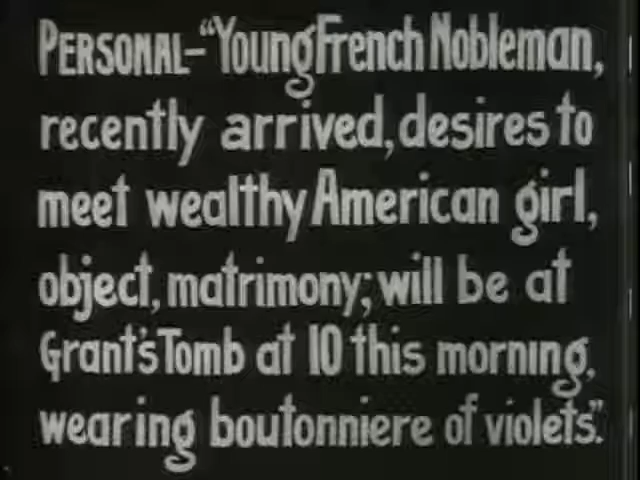 PERSONAL-"Young French Nobleman,
recently arrived, desires to
meet wealthy American girl,
object, matrimony; will be at
Grant's Tomb at 10 this morning,
wearing boutonniere of violets."